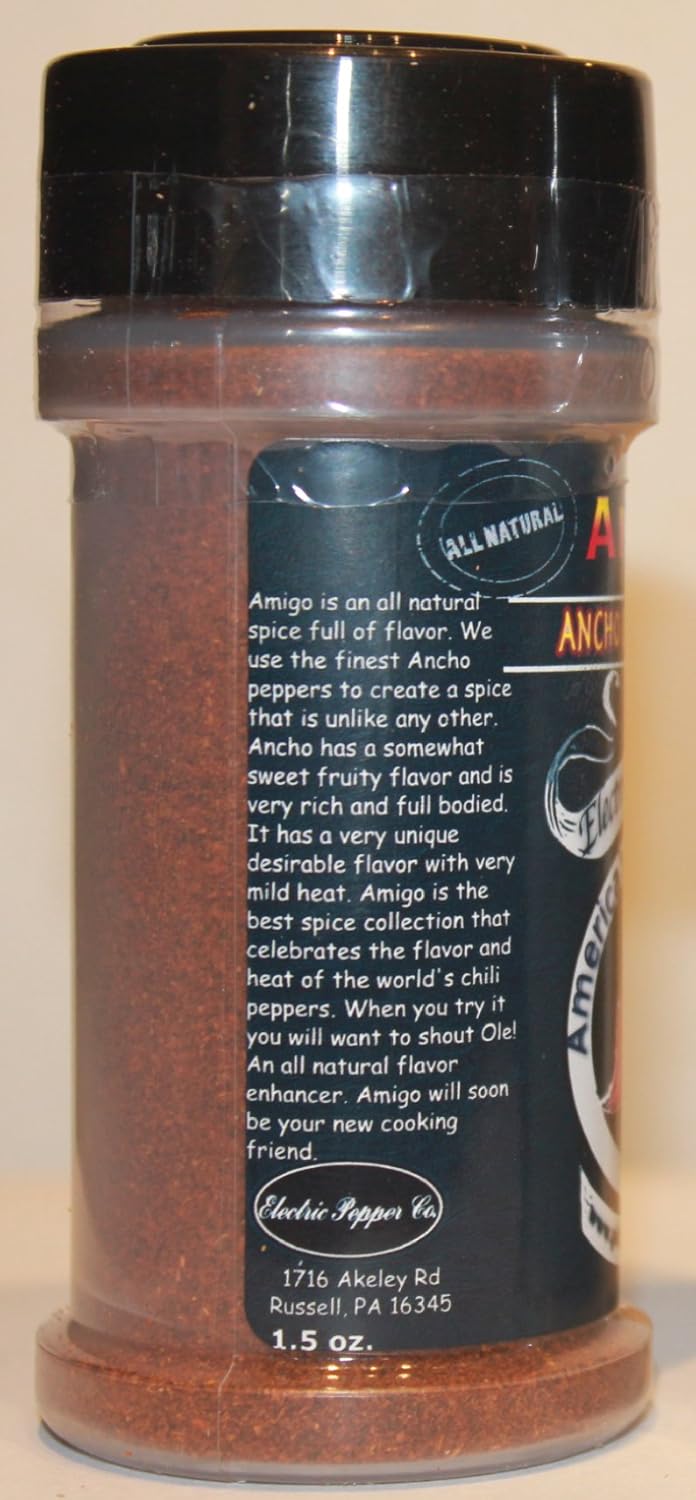 ALL NATURAL
Amigo is an all natural
spice full of flavor. We
use the finest Ancho
peppers to create a spice
that is unlike any other.
Ancho has a somewhat
sweet fruity flavor and is
very rich and full bodied.
It has a very unique
desirable flavor with very
mild heat. Amigo is the
best spice collection that
celebrates the flavor and
heat of the world's chili
peppers. When you try it
you will want to shout Ole!
An all natural flavor
enhancer. Amigo will soon
be your new cooking
friend.
Electric Pepper Co.
1716 Akeley Rd
Russell, PA 16345
1.5 oz.